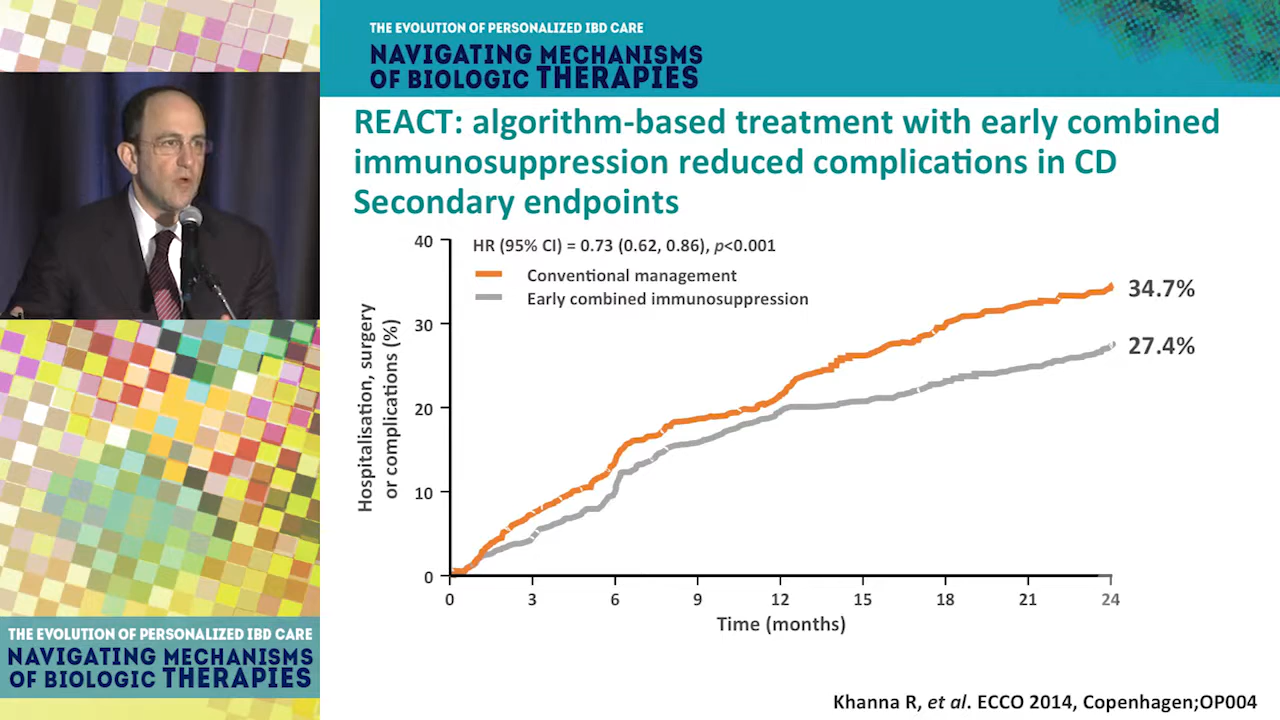 THE EVOLUTION OF PERSONALIZED IBD CARE
NAVIGATING MECHANISMS
OF BIOLOGIC THERAPIES
REACT: algorithm-based treatment with early combined
immunosuppression reduced complications in CD
Secondary endpoints
HR (95% CI) = 0.73 (0.62, 0.86), p<0.001
Conventional management
Early combined immunosuppression
Hospitalisation, surgery
or complications (%)
40
30
20
10
0
34.7%
27.4%
0 3 6 9 12 15 18 21 24
Time (months)
Khanna R, et al. ECCO 2014, Copenhagen;OP004
THE EVOLUTION OF PERSONALIZED IBD CARE
NAVIGATING MECHANISMS
OF BIOLOGIC THERAPIES